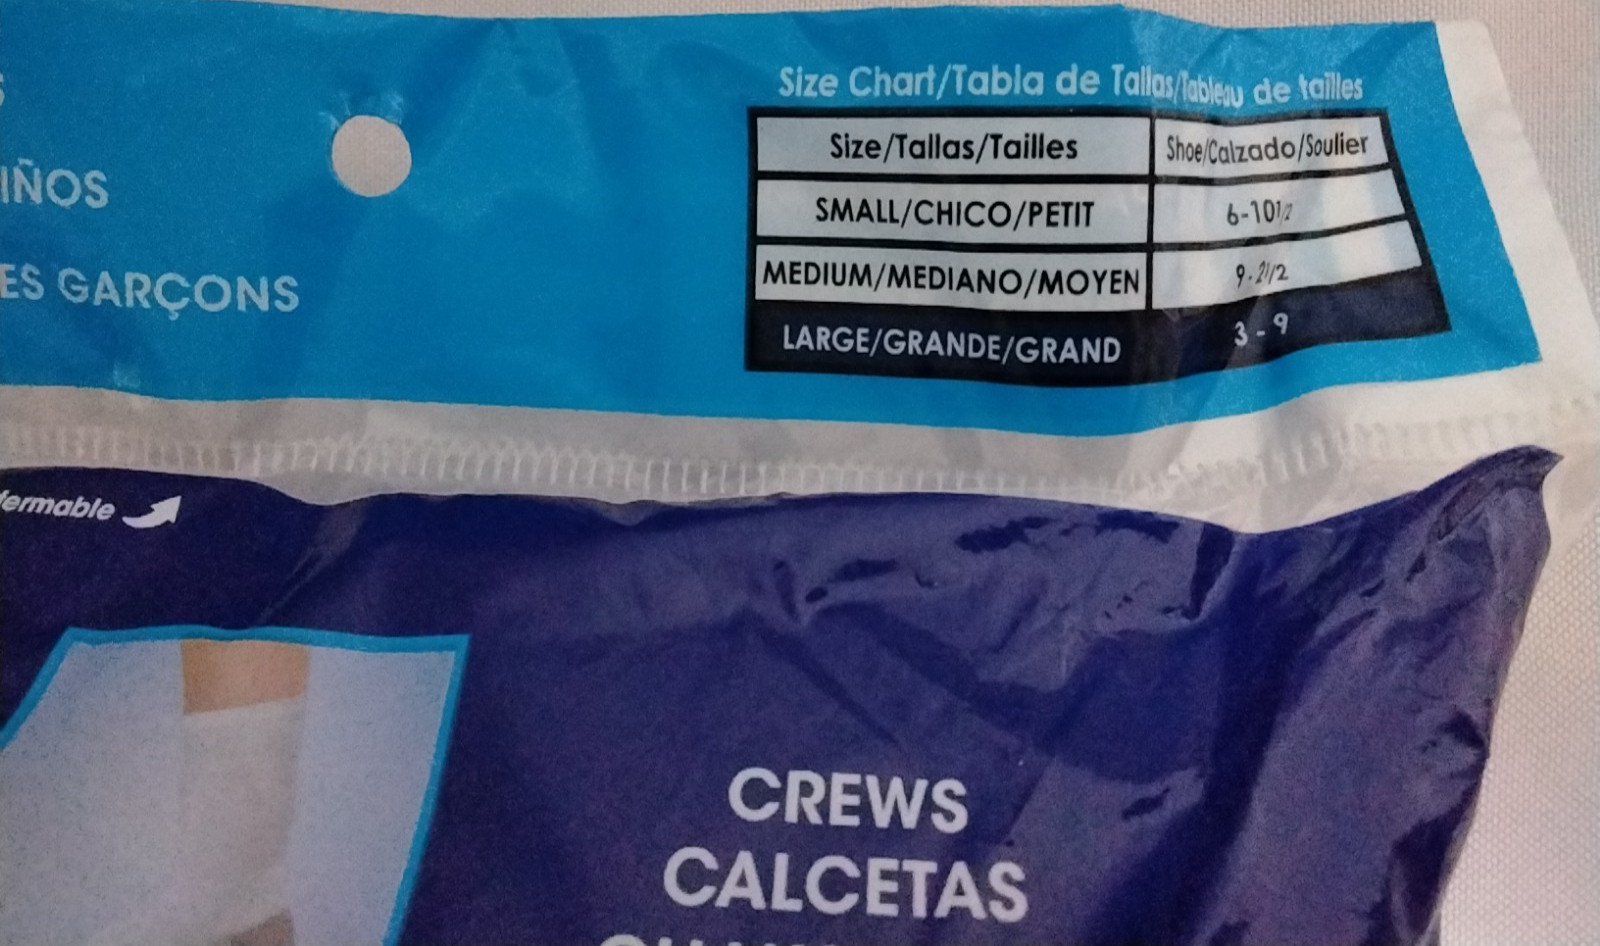 Size Chart/Tabla de Tallas/Tableau de tailles
Size/Tallas/Tailles Shoe/Calzado/Soulier
SMALL/CHICO/PETIT 6-101/2
MEDIUM/MEDIANO/MOYEN 9-21/2
LARGE/GRANDE/GRAND 3-9
IÑOS
ES GARÇONS
fermable
CREWS
CALCETAS